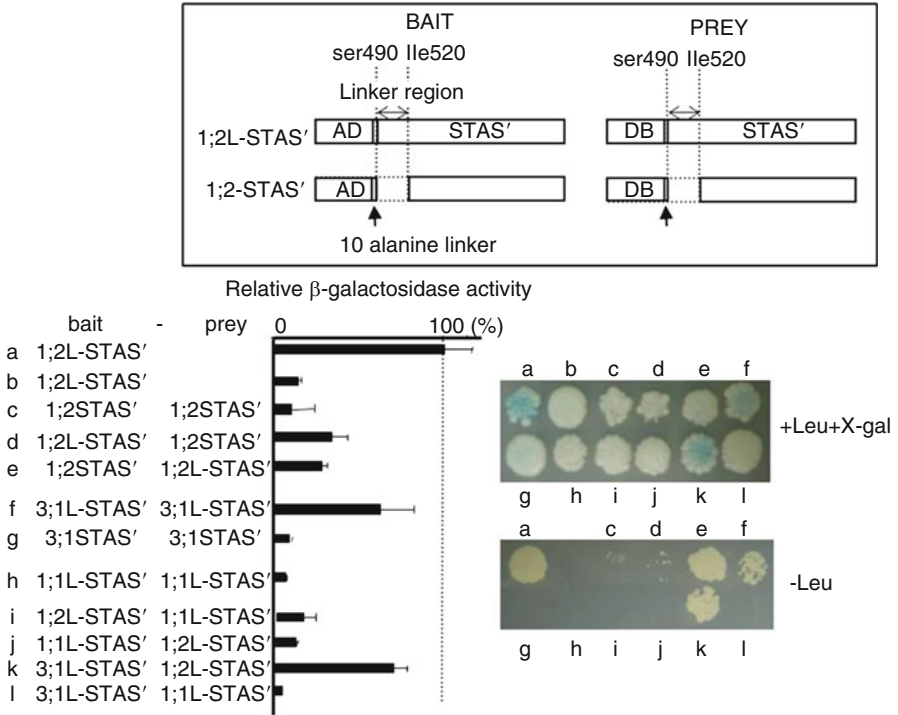 BAIT PREY
ser490 IIe520 ser490 IIe520
Linker region
1;2L-STAS′ AD STAS′ DB STAS′
1;2-STAS′ AD DB
10 alanine linker
Relative β-galactosidase activity
bait - prey 0 100 (%)
a 1;2L-STAS′
b 1;2L-STAS′
c 1;2STAS′ 1;2STAS′
d 1;2L-STAS′ 1;2STAS′
e 1;2STAS′ 1;2L-STAS′
f 3;1L-STAS′ 3;1L-STAS′
g 3;1STAS′ 3;1STAS′
h 1;1L-STAS′ 1;1L-STAS′
i 1;2L-STAS′ 1;1L-STAS′
j 1;1L-STAS′ 1;2L-STAS′
k 3;1L-STAS′ 1;2L-STAS′
l 3;1L-STAS′ 1;1L-STAS′
a b c d e f
+Leu+X-gal
g h i j k l
a c d e f
-Leu
g h i j k l